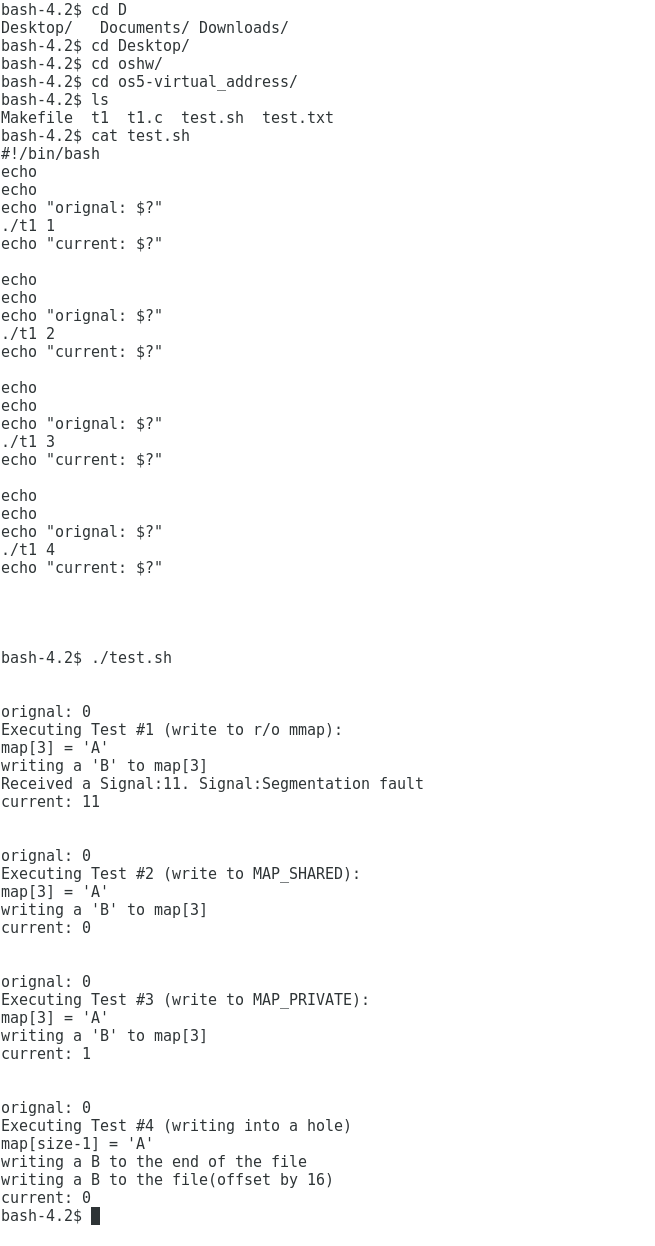 bash-4.2$ cd D
Desktop/   Documents/ Downloads/
bash-4.2$ cd Desktop/
bash-4.2$ cd oshw/
bash-4.2$ cd os5-virtual_address/
bash-4.2$ ls
Makefile  t1  t1.c  test.sh  test.txt
bash-4.2$ cat test.sh
#!/bin/bash
echo
echo
echo "orignal: $?"
./t1 1
echo "current: $?"

echo
echo
echo "orignal: $?"
./t1 2
echo "current: $?"

echo
echo
echo "orignal: $?"
./t1 3
echo "current: $?"

echo
echo
echo "orignal: $?"
./t1 4
echo "current: $?"

bash-4.2$ ./test.sh

orignal: 0
Executing Test #1 (write to r/o mmap):
map[3] = 'A'
writing a 'B' to map[3]
Received a Signal:11. Signal:Segmentation fault
current: 11

orignal: 0
Executing Test #2 (write to MAP_SHARED):
map[3] = 'A'
writing a 'B' to map[3]
current: 0

orignal: 0
Executing Test #3 (write to MAP_PRIVATE):
map[3] = 'A'
writing a 'B' to map[3]
current: 1

orignal: 0
Executing Test #4 (writing into a hole)
map[size-1] = 'A'
writing a B to the end of the file
writing a B to the file(offset by 16)
current: 0
bash-4.2$